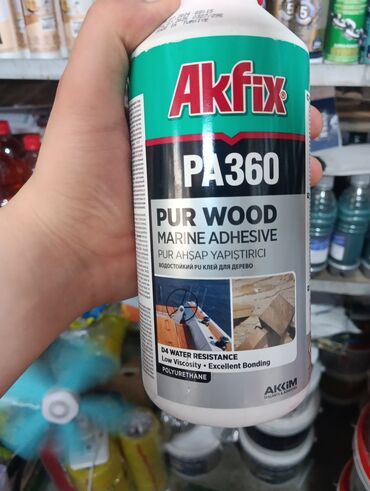 Akfix®
PA360
PUR WOOD
MARINE ADHESIVE
PUR AHŞAP YAPIŞTIRICI
ВОДОСТОЙКИЙ PU КЛЕЙ ДЛЯ ДЕРЕВО
D4 WATER RESISTANCE
Low Viscosity • Excellent Bonding
POLYURETHANE
AKKIM